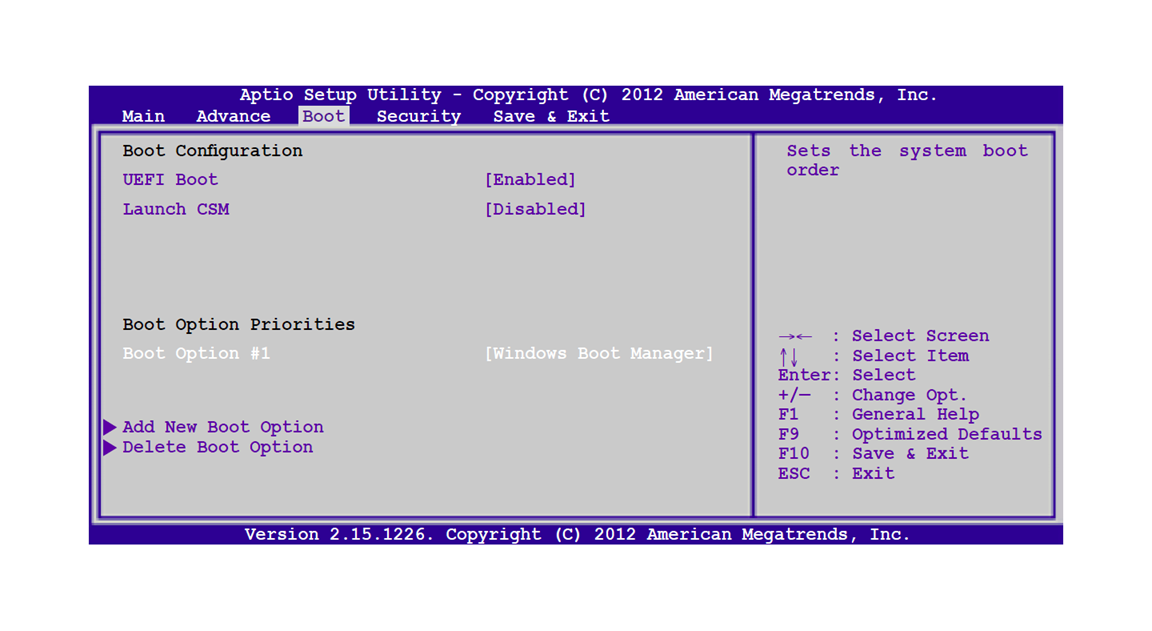 Aptio Setup Utility - Copyright (C) 2012 American Megatrends, Inc.
Main Advance Boot Security Save & Exit
Boot Configuration
UEFI Boot [Enabled]
Launch CSM [Disabled]
Boot Option Priorities
Boot Option #1 [Windows Boot Manager]
Add New Boot Option
Delete Boot Option
Sets the system boot
order
→← : Select Screen
↑↓ : Select Item
Enter: Select
+/− : Change Opt.
F1 : General Help
F9 : Optimized Defaults
F10 : Save & Exit
ESC : Exit
Version 2.15.1226. Copyright (C) 2012 American Megatrends, Inc.